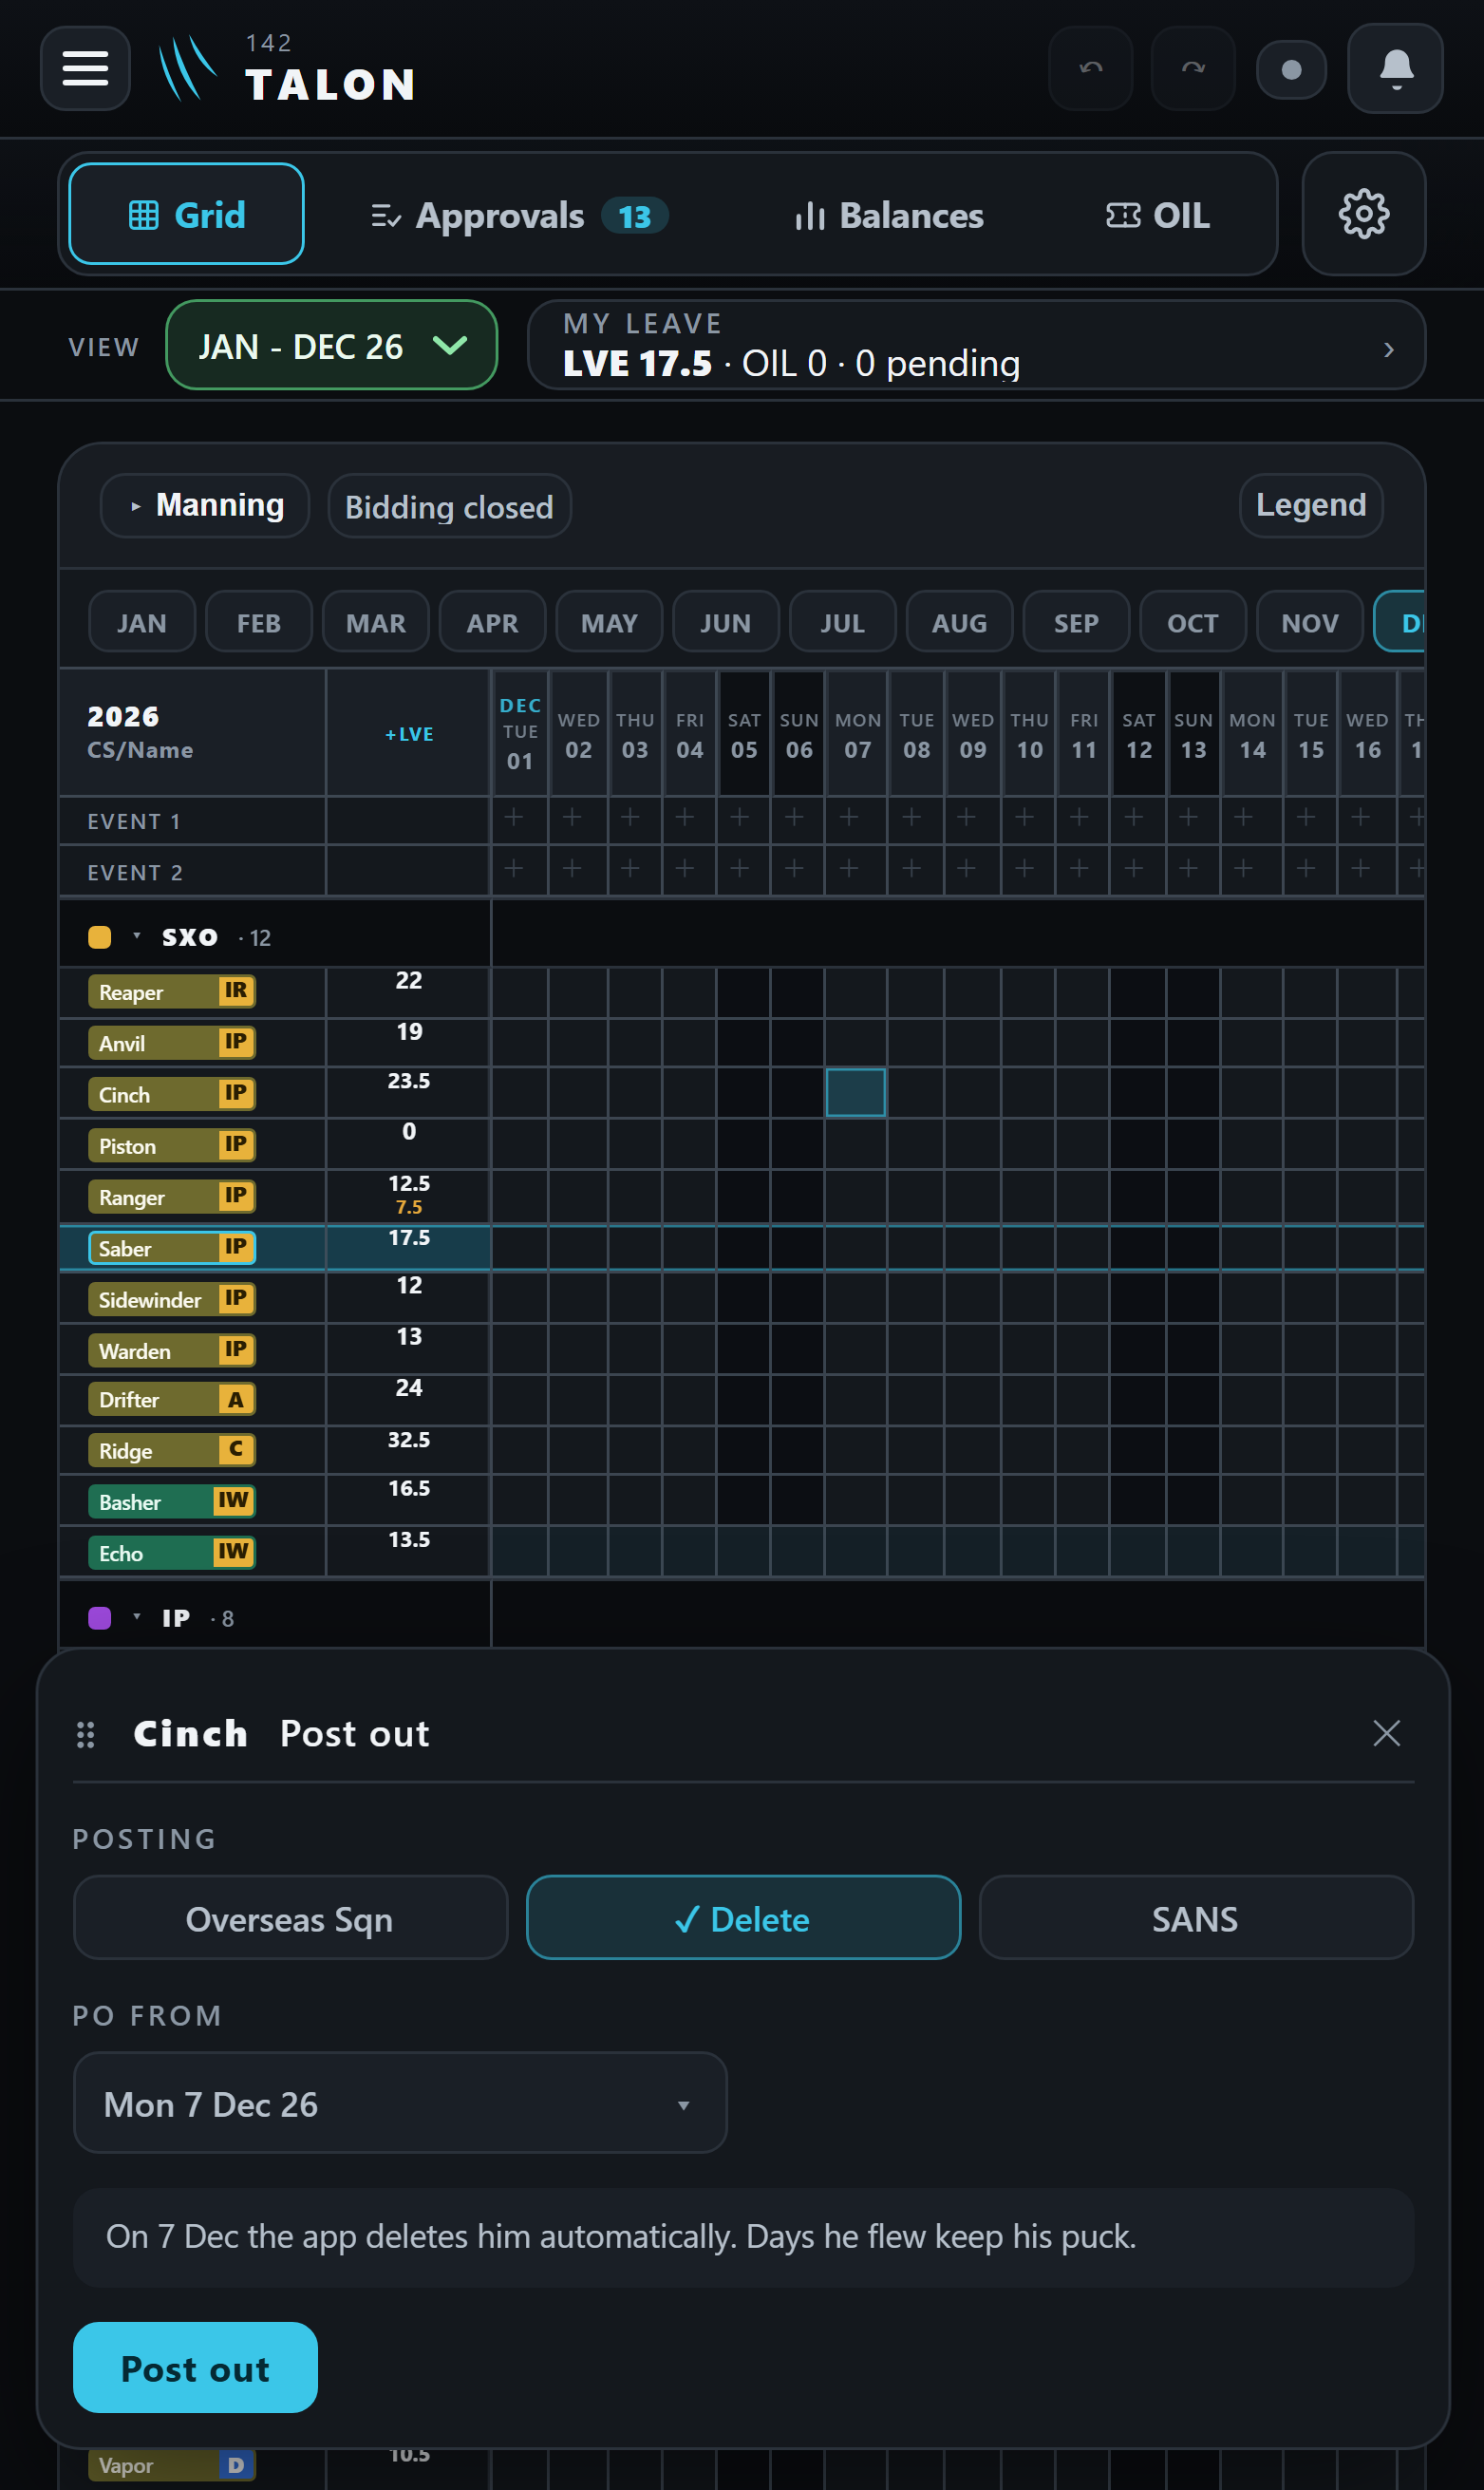 142
TALON
Grid
Approvals 13
Balances
OIL
VIEW
JAN - DEC 26
MY LEAVE
LVE 17.5 · OIL 0 · 0 pending
Manning
Bidding closed
Legend
JAN FEB MAR APR MAY JUN JUL AUG SEP OCT NOV
2026
CS/Name
+LVE
DEC
TUE WED THU FRI SAT SUN MON TUE WED THU FRI SAT SUN MON TUE WED
01 02 03 04 05 06 07 08 09 10 11 12 13 14 15 16
EVENT 1
EVENT 2
SXO · 12
Reaper IR 22
Anvil IP 19
Cinch IP 23.5
Piston IP 0
Ranger IP 12.5
7.5
Saber IP 17.5
Sidewinder IP 12
Warden IP 13
Drifter A 24
Ridge C 32.5
Basher IW 16.5
Echo IW 13.5
IP · 8
Cinch Post out
POSTING
Overseas Sqn
✓ Delete
SANS
PO FROM
Mon 7 Dec 26
On 7 Dec the app deletes him automatically. Days he flew keep his puck.
Post out
Vapor D 10.5